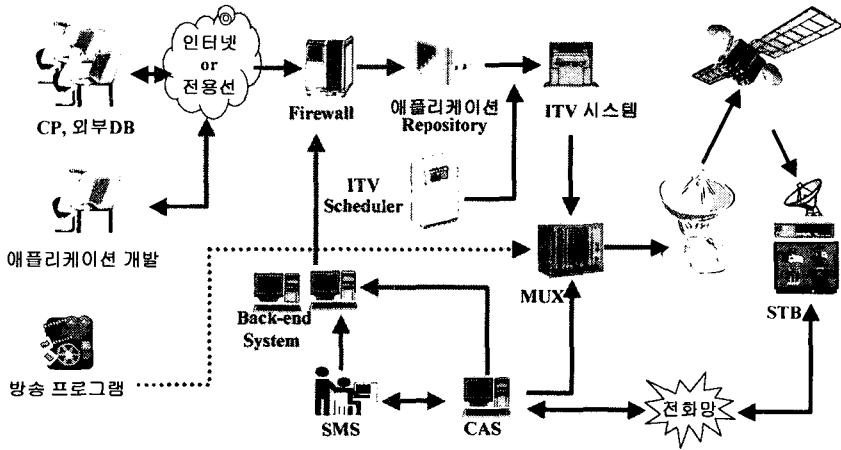 인터넷
or
전용선
CP, 외부DB
Firewall
애플리케이션
Repository
ITV 시스템
ITV
Scheduler
애플리케이션 개발
MUX
STB
Back-end
System
방송 프로그램
SMS
CAS
전화망